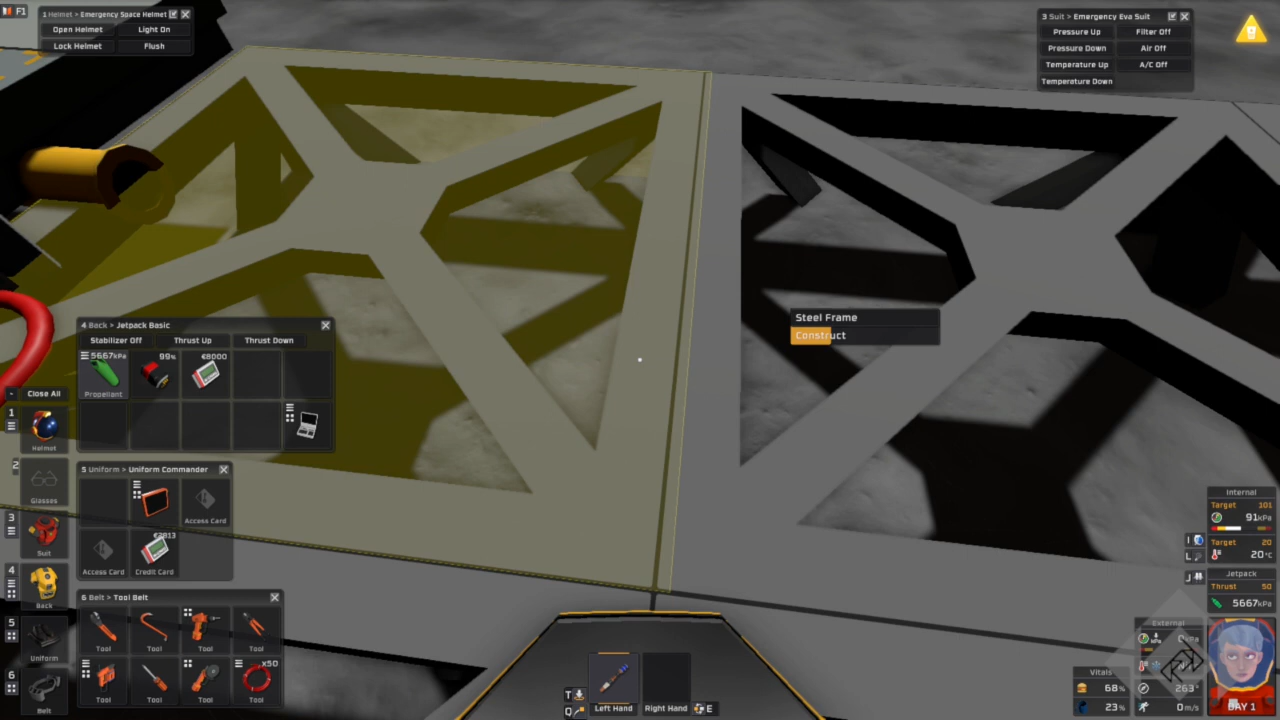 F1
1 Helmet > Emergency Space Helmet
Open Helmet Light On
Lock Helmet Flush
3 Suit > Emergency Eva Suit
Pressure Up Filter Off
Pressure Down Air Off
Temperature Up A/C Off
Temperature Down
Steel Frame
Construct
4 Back > Jetpack Basic
Stabilizer Off Thrust Up Thrust Down
5667kPa 99% €8000
Propellant
- Close All
1
Helmet
2
Glasses
3
Suit
4
Back
5
Uniform
6
Belt
5 Uniform > Uniform Commander
Access Card
Access Card Credit Card
6 Belt > Tool Belt
Tool Tool Tool Tool
x50
Tool Tool Tool Tool
T
Q
Left Hand Right Hand E
Internal
Target 101
91kPa
Target 20
20°C
I
L
J
Jetpack
Thrust 50
5667kPa
External
Vitals
68%
23%
263°
0m/s
DAY 1